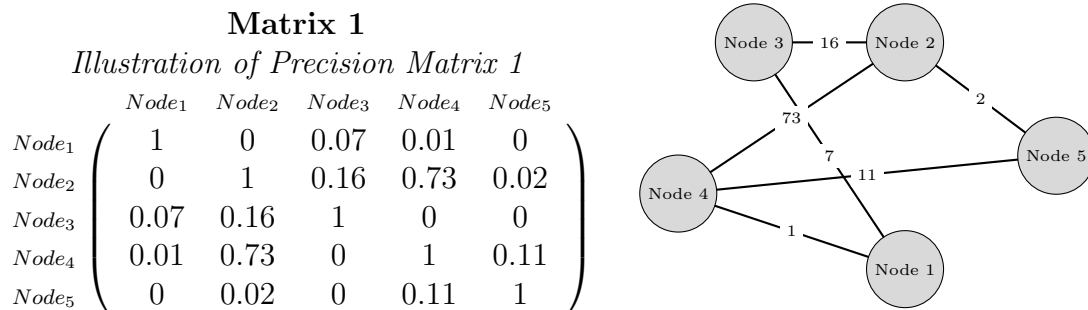 Matrix 1
Illustration of Precision Matrix 1
Node1 Node2 Node3 Node4 Node5
Node1 1 0 0.07 0.01 0
Node2 0 1 0.16 0.73 0.02
Node3 0.07 0.16 1 0 0
Node4 0.01 0.73 0 1 0.11
Node5 0 0.02 0 0.11 1
Node 3 16 Node 2
2
73
7
Node 5
11
Node 4
1
Node 1